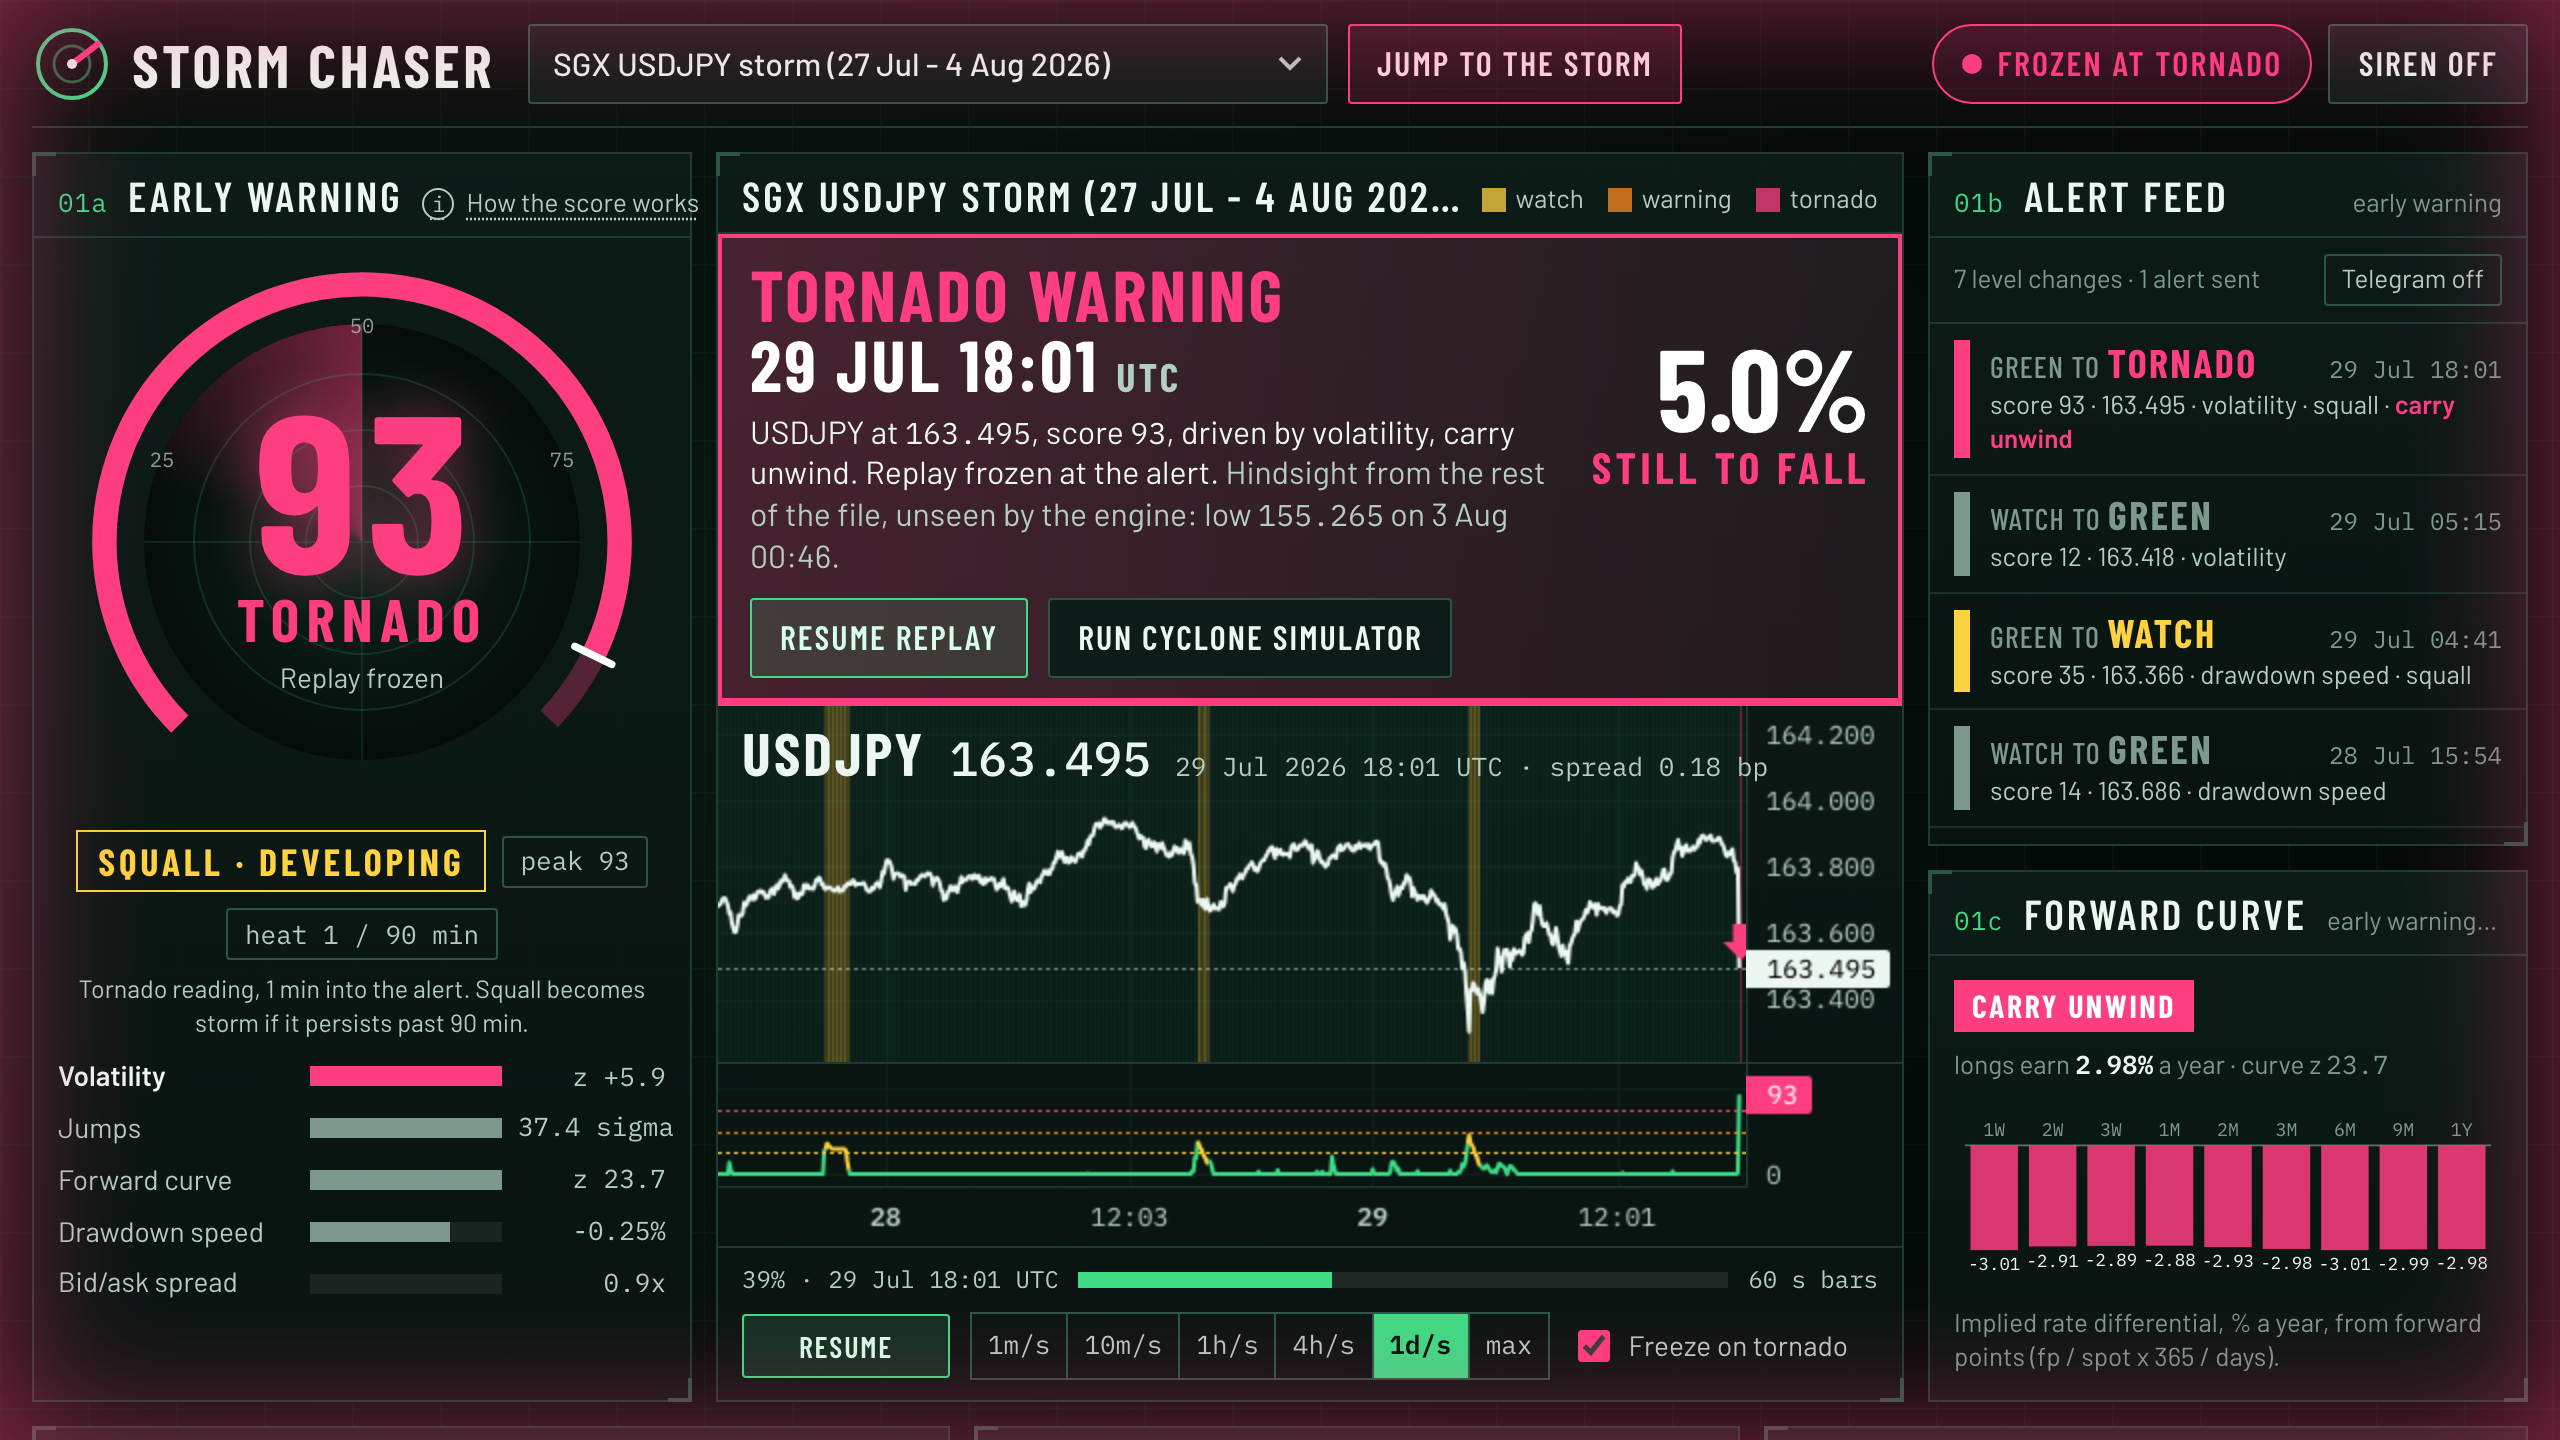 STORM CHASER
SGX USDJPY storm (27 Jul - 4 Aug 2026)
JUMP TO THE STORM
FROZEN AT TORNADO
SIREN OFF
01a EARLY WARNING i How the score works
50
25
75
93
TORNADO
Replay frozen
SQUALL · DEVELOPING
peak 93
heat 1 / 90 min
Tornado reading, 1 min into the alert. Squall becomes
storm if it persists past 90 min.
Volatility z +5.9
Jumps 37.4 sigma
Forward curve z 23.7
Drawdown speed -0.25%
Bid/ask spread 0.9x
SGX USDJPY STORM (27 JUL - 4 AUG 202...
watch warning tornado
TORNADO WARNING
29 JUL 18:01 UTC
USDJPY at 163.495, score 93, driven by volatility, carry
unwind. Replay frozen at the alert. Hindsight from the rest
of the file, unseen by the engine: low 155.265 on 3 Aug
00:46.
5.0%
STILL TO FALL
RESUME REPLAY
RUN CYCLONE SIMULATOR
USDJPY 163.495 29 Jul 2026 18:01 UTC · spread 0.18 bp
164.200
164.000
163.800
163.600
163.495
163.400
93
0
28 12:03 29 12:01
39% · 29 Jul 18:01 UTC
60 s bars
RESUME
1m/s 10m/s 1h/s 4h/s 1d/s max
Freeze on tornado
01b ALERT FEED early warning
7 level changes · 1 alert sent
Telegram off
GREEN TO TORNADO 29 Jul 18:01
score 93 · 163.495 · volatility · squall · carry
unwind
WATCH TO GREEN 29 Jul 05:15
score 12 · 163.418 · volatility
GREEN TO WATCH 29 Jul 04:41
score 35 · 163.366 · drawdown speed · squall
WATCH TO GREEN 28 Jul 15:54
score 14 · 163.686 · drawdown speed
01c FORWARD CURVE early warning...
CARRY UNWIND
longs earn 2.98% a year · curve z 23.7
1W 2W 3W 1M 2M 3M 6M 9M 1Y
-3.01 -2.91 -2.89 -2.88 -2.93 -2.98 -3.01 -2.99 -2.98
Implied rate differential, % a year, from forward
points (fp / spot x 365 / days).